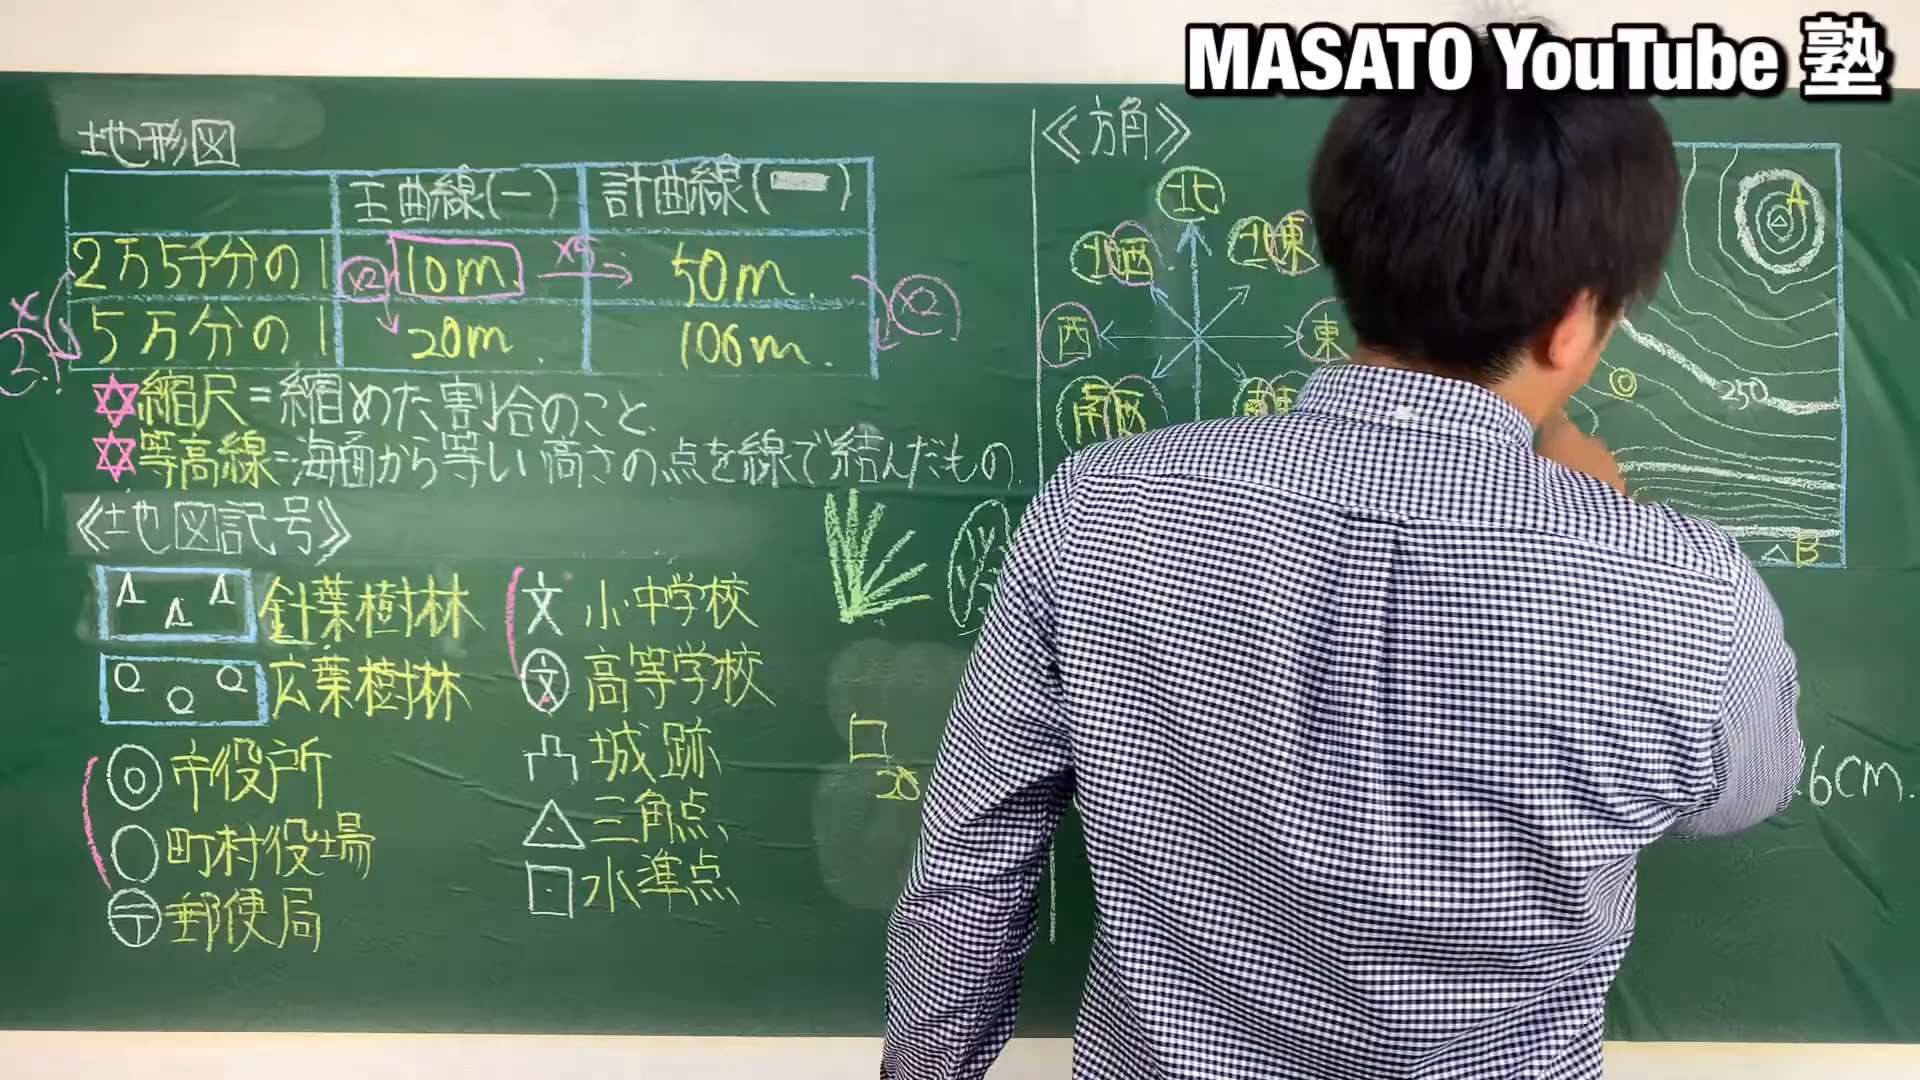 MASATO YouTube 塾
地形図
主曲線(一) 計曲線(━)
2万5千分の1 ×2 10m ×5 50m.
5万分の1 20m. 100m. ×2
×2
縮尺=縮めた割合のこと.
等高線=海面から等しい高さの点を線で結んだもの.
《地図記号》
針葉樹林
広葉樹林
市役所
町村役場
〒 郵便局
文 小中学校
文 高等学校
城跡
三角点
水準点
《方角》
北
北西 北東
西 東
南西
A
250
B
6cm.